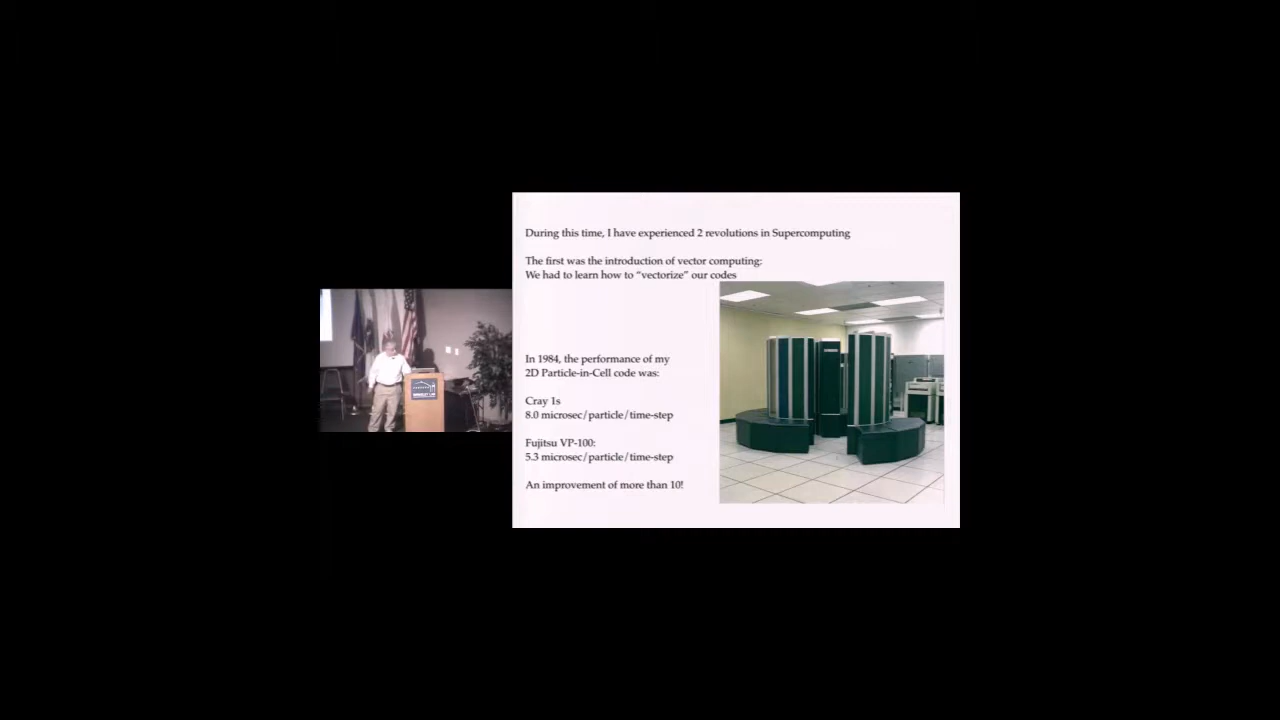 During this time, I have experienced 2 revolutions in Supercomputing
The first was the introduction of vector computing:
We had to learn how to “vectorize” our codes
In 1984, the performance of my
2D Particle-in-Cell code was:
Cray 1s
8.0 microsec/particle/time-step
Fujitsu VP-100:
5.3 microsec/particle/time-step
An improvement of more than 10!
BERKELEY LAB